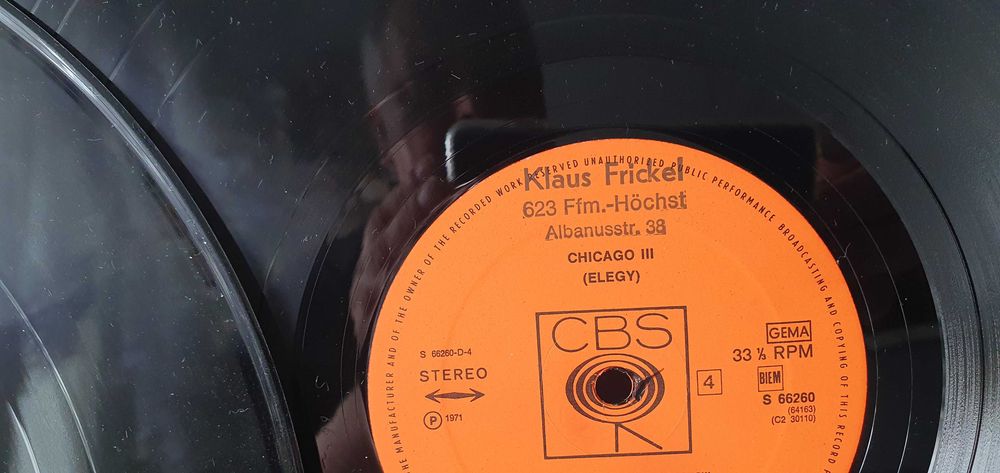 THE MANUFACTURER AND OF THE OWNER OF THE RECORDED WORK RESERVED UNAUTHORISED PUBLIC PERFORMANCE BROADCASTING AND COPYING OF THIS RECORD
Klaus Frickel
623 Ffm.-Höchst
Albanusstr. 38
CHICAGO III
(ELEGY)
CBS
GEMA
33 ⅓ RPM
S 66260-D-4
STEREO
4
BIEM
S 66260
(64163)
(C2 30110)
P 1971